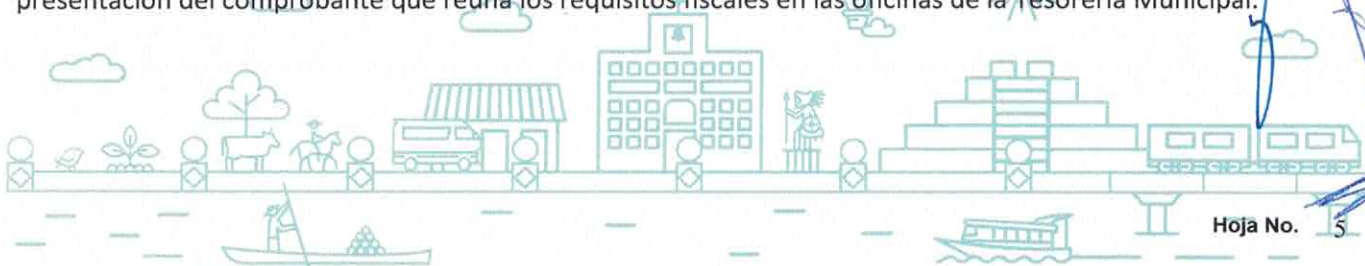 presentación del comprobante que reúna los requisitos fiscales en las oficinas de la Tesorería Municipal.
Hoja No. 5